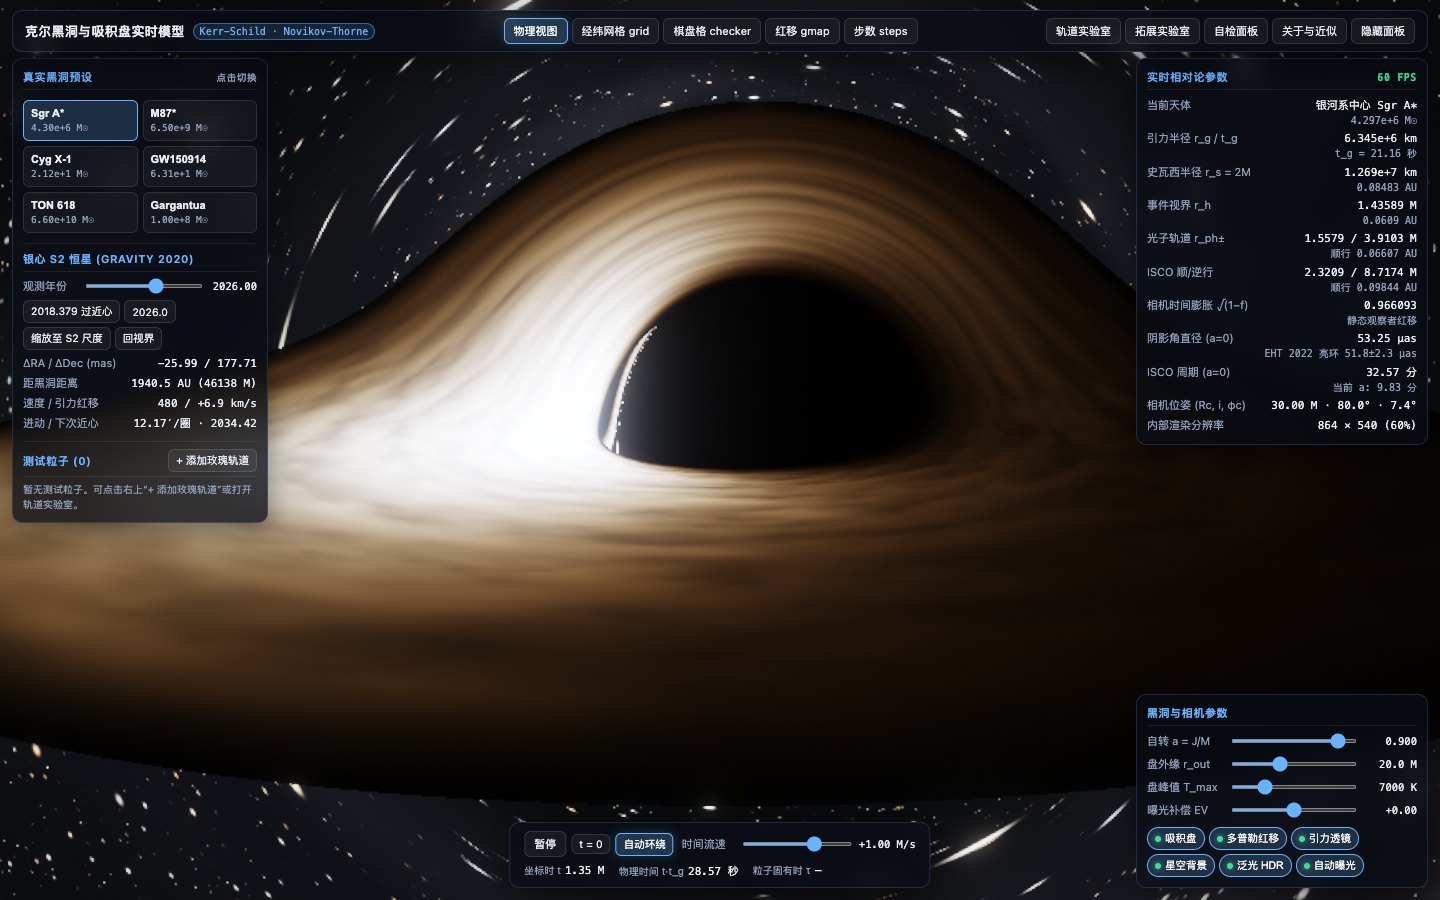 克尔黑洞与吸积盘实时模型 Kerr–Schild · Novikov–Thorne 物理视图 经纬网格 grid 棋盘格 checker 红移 gmap 步数 steps 轨道实验室 拓展实验室 自检面板 关于与近似 隐藏面板
真实黑洞预设 点击切换
Sgr A* M87*
4.30e+6 M☉ 6.50e+9 M☉
Cyg X-1 GW150914
2.12e+1 M☉ 6.31e+1 M☉
TON 618 Gargantua
6.60e+10 M☉ 1.00e+8 M☉
银心 S2 恒星 (GRAVITY 2020)
观测年份 2026.00
2018.379 过近心 2026.0
缩放至 S2 尺度 回视界
ΔRA / ΔDec (mas) −25.99 / 177.71
距黑洞距离 1940.5 AU (46138 M)
速度 / 引力红移 480 / +6.9 km/s
进动 / 下次近心 12.17′/圈 · 2034.42
测试粒子 (0) + 添加玫瑰轨道
暂无测试粒子。可点击右上“+ 添加玫瑰轨道”或打开
轨道实验室。
实时相对论参数 60 FPS
当前天体 银河系中心 Sgr A*
4.297e+6 M☉
引力半径 r_g / t_g 6.345e+6 km
t_g = 21.16 秒
史瓦西半径 r_s = 2M 1.269e+7 km
0.08483 AU
事件视界 r_h 1.43589 M
0.0609 AU
光子轨道 r_ph± 1.5579 / 3.9103 M
顺行 0.06607 AU
ISCO 顺/逆行 2.3209 / 8.7174 M
顺行 0.09844 AU
相机时间膨胀 √(1−f) 0.966093
静态观察者红移
阴影角直径 (a=0) 53.25 μas
EHT 2022 亮环 51.8±2.3 μas
ISCO 周期 (a=0) 32.57 分
当前 a: 9.83 分
相机位姿 (Rc, i, φc) 30.00 M · 80.0° · 7.4°
内部渲染分辨率 864 × 540 (60%)
黑洞与相机参数
自转 a = J/M 0.900
盘外缘 r_out 20.0 M
盘峰值 T_max 7000 K
曝光补偿 EV +0.00
吸积盘 多普勒红移 引力透镜
星空背景 泛光 HDR 自动曝光
暂停 t = 0 自动环绕 时间流速 +1.00 M/s
坐标时 t 1.35 M 物理时间 t·t_g 28.57 秒 粒子固有时 τ —